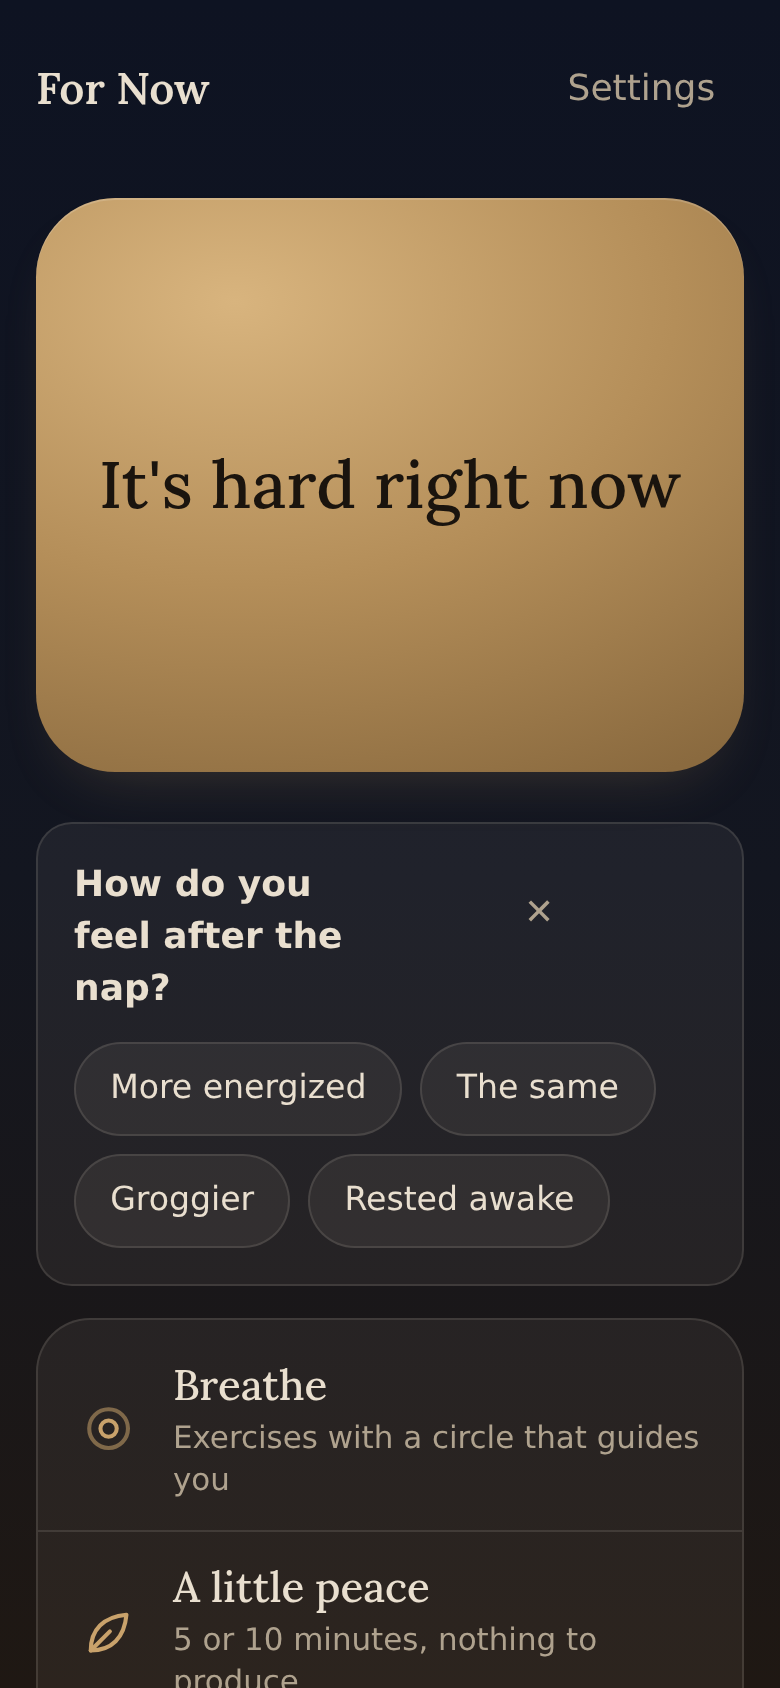 For Now
Settings
It's hard right now
How do you
feel after the
nap?
×
More energized
The same
Groggier
Rested awake
Breathe
Exercises with a circle that guides
you
A little peace
5 or 10 minutes, nothing to
produce